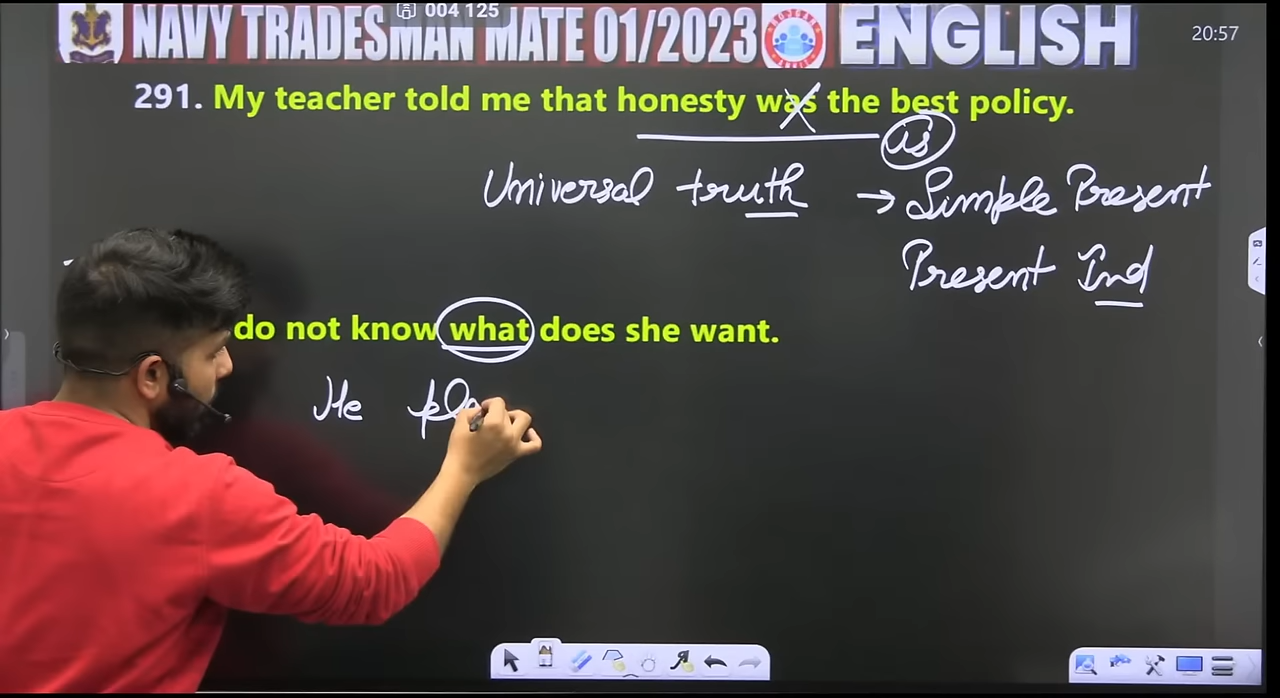 004 125
NAVY TRADESMAN MATE 01/2023 ENGLISH
20:57
291. My teacher told me that honesty was the best policy.
is
Universal truth → Simple Present
Present Ind
do not know what does she want.
He pla